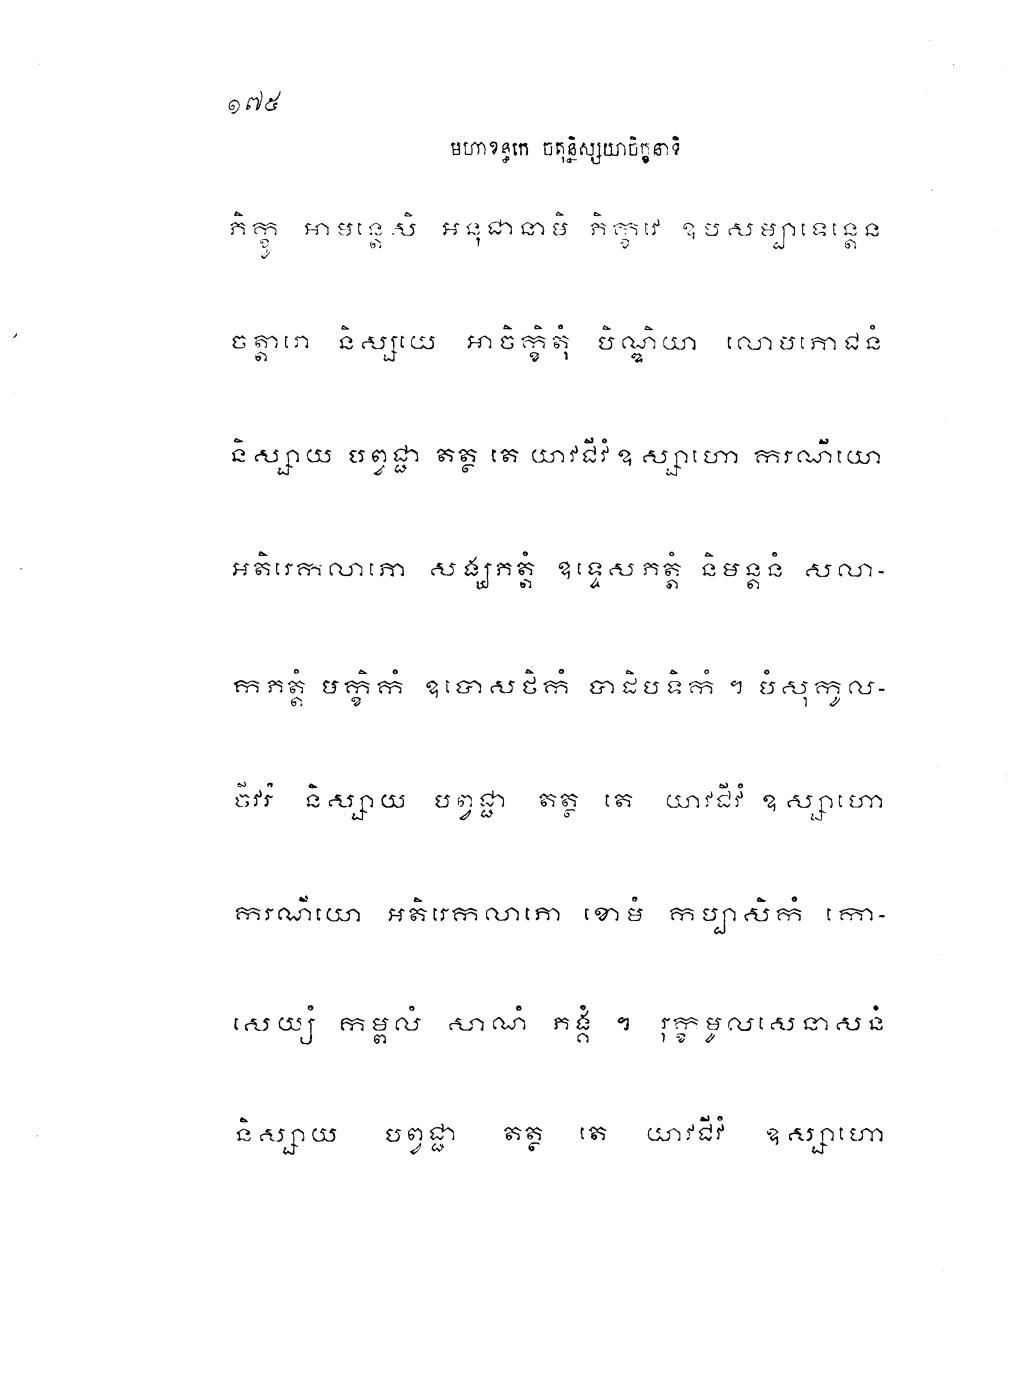 ១៧៥
មហាខន្ធកេ ចតុន្និស្សយាចិក្ខនាទិ
ភិក្ខូ អាមន្តេសិ អនុជានាមិ ភិក្ខវេ ឧបសម្បាទេន្តេន
ចត្តារោ និស្សយេ អាចិក្ខិតុំ បិណ្ឌិយា លោបភោជនំ
និស្សាយ បព្វជ្ជា តត្ថ តេ យាវជីវំ ឧស្សាហោ ករណីយោ
អតិរេកលាភោ សង្ឃភត្តំ ឧទ្ទេសភត្តំ និមន្តនំ សលា-
កភត្តំ បក្ខិកំ ឧបោសថិកំ បាដិបទិកំ ។ បំសុកូល-
ចីវរំ និស្សាយ បព្វជ្ជា តត្ថ តេ យាវជីវំ ឧស្សាហោ
ករណីយោ អតិរេកលាភោ ខោមំ កប្បាសិកំ កោ-
សេយ្យំ កម្ពលំ សាណំ ភង្គំ ។ រុក្ខមូលសេនាសនំ
និស្សាយ បព្វជ្ជា តត្ថ តេ យាវជីវំ ឧស្សាហោ